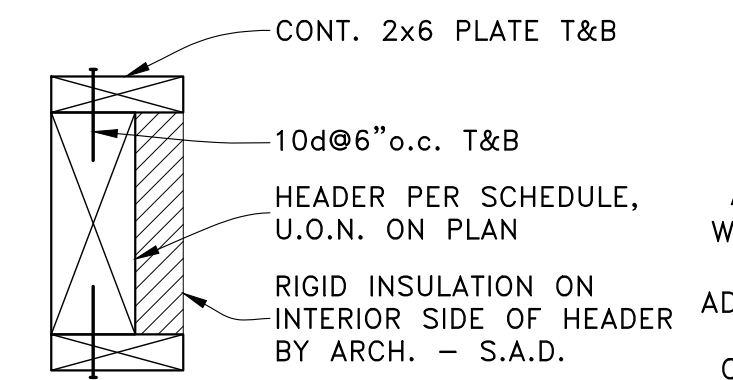 CONT. 2x6 PLATE T&B
10d@6”o.c. T&B
HEADER PER SCHEDULE,
U.O.N. ON PLAN
RIGID INSULATION ON
INTERIOR SIDE OF HEADER
BY ARCH. – S.A.D.
W
AD